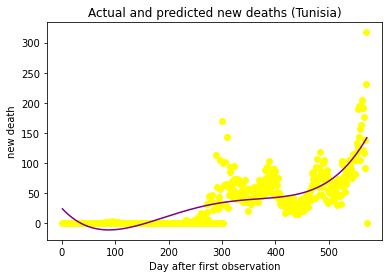 Actual and predicted new deaths (Tunisia)
300
250
200
150
100
50
0
new death
0 100 200 300 400 500
Day after first observation